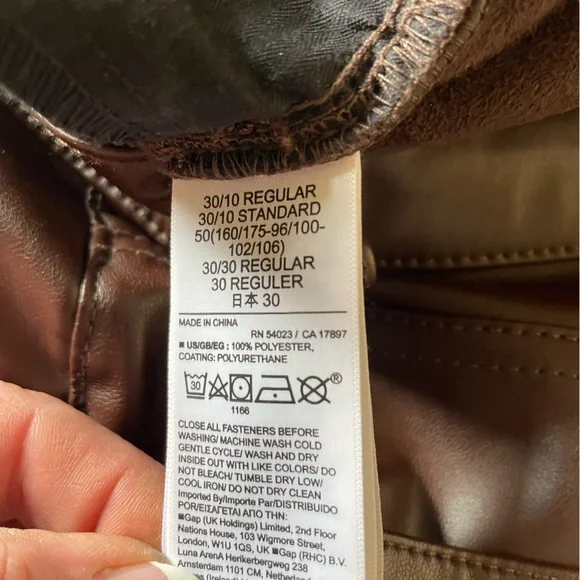 30/10 REGULAR
30/10 STANDARD
50(160/175-96/100-
102/106)
30/30 REGULAR
30 REGULER
日本 30
MADE IN CHINA
RN 54023 / CA 17897
■ US/GB/EG : 100% POLYESTER,
COATING: POLYURETHANE
30
®
1166
CLOSE ALL FASTENERS BEFORE
WASHING/ MACHINE WASH COLD
GENTLE CYCLE/ WASH AND DRY
INSIDE OUT WITH LIKE COLORS/ DO
NOT BLEACH/ TUMBLE DRY LOW/
COOL IRON/ DO NOT DRY CLEAN
Imported By/Importe Par/DISTRIBUIDO
POR/ΕΙΣΑΓΕΤΑΙ ΑΠΟ ΤΗΝ:
■Gap (UK Holdings) Limited, 2nd Floor
Nations House, 103 Wigmore Street,
London, W1U 1QS, UK ■Gap (RHC) B.V.
Luna ArenA Herikerbergweg 238
Amsterdam 1101 CM, Netherland